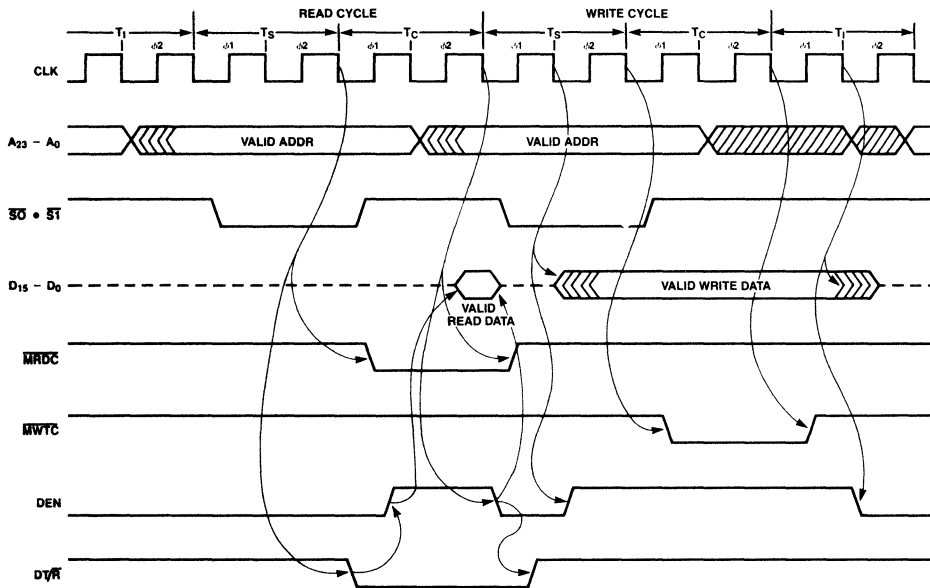 READ CYCLE WRITE CYCLE
TI TS TC TS TC TI
ϕ2 ϕ1 ϕ2 ϕ1 ϕ2 ϕ1 ϕ2 ϕ1 ϕ2 ϕ1 ϕ2
CLK
A23 – A0 VALID ADDR VALID ADDR
S0 • S1
D15 – D0 VALID READ DATA VALID WRITE DATA
MRDC
MWTC
DEN
DT/R